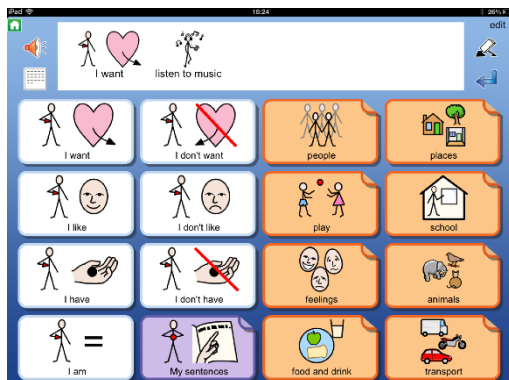 iPad 16:24 26%
edit
I want listen to music
I want I don't want people places
I like I don't like play school
I have I don't have feelings animals
I am My sentences food and drink transport